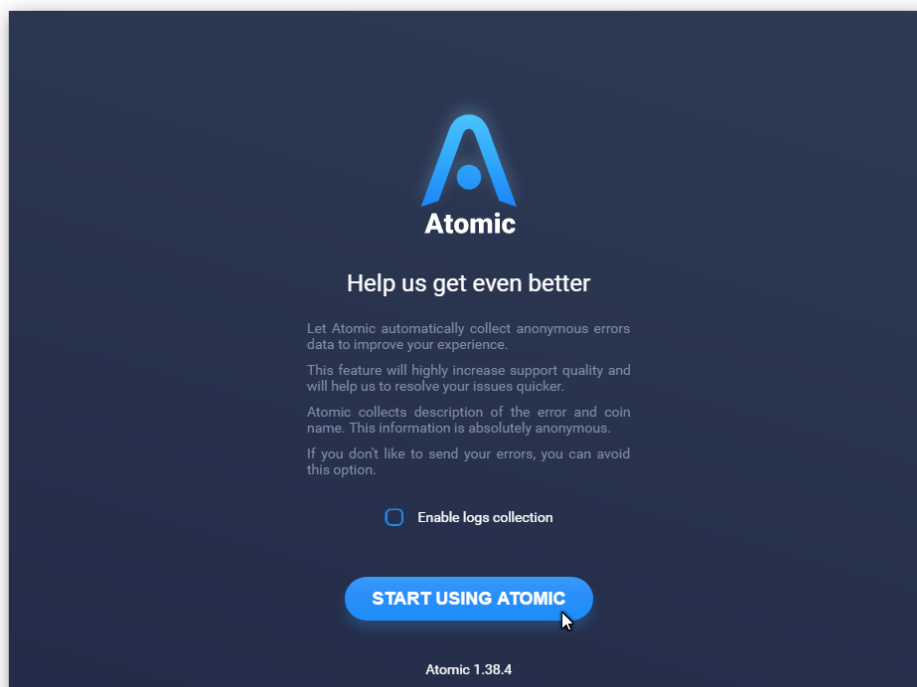 Atomic
Help us get even better
Let Atomic automatically collect anonymous errors
data to improve your experience.
This feature will highly increase support quality and
will help us to resolve your issues quicker.
Atomic collects description of the error and coin
name. This information is absolutely anonymous.
If you don't like to send your errors, you can avoid
this option.
Enable logs collection
START USING ATOMIC
Atomic 1.38.4